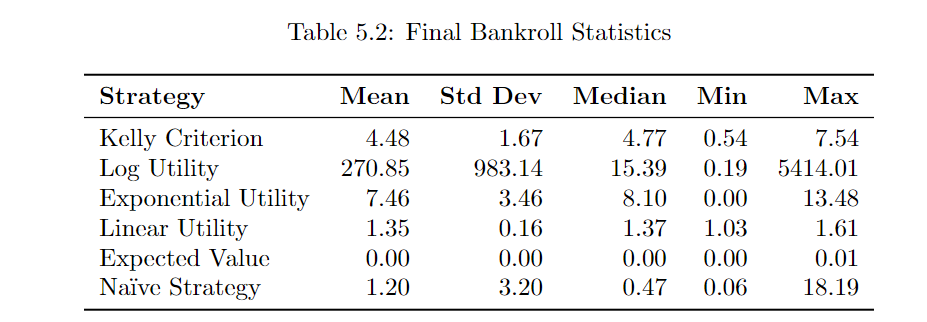 Table 5.2: Final Bankroll Statistics
Strategy Mean Std Dev Median Min Max
Kelly Criterion 4.48 1.67 4.77 0.54 7.54
Log Utility 270.85 983.14 15.39 0.19 5414.01
Exponential Utility 7.46 3.46 8.10 0.00 13.48
Linear Utility 1.35 0.16 1.37 1.03 1.61
Expected Value 0.00 0.00 0.00 0.00 0.01
Naïve Strategy 1.20 3.20 0.47 0.06 18.19